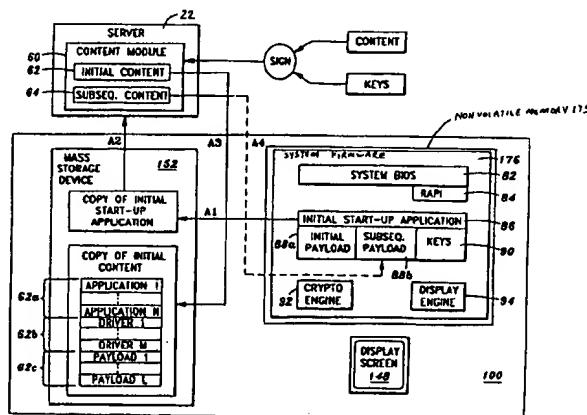 22
SERVER
60
CONTENT MODULE
62
INITIAL CONTENT
64
SUBSEQ. CONTENT
SIGN
CONTENT
KEYS
A2
A3
A4
MASS STORAGE DEVICE
152
COPY OF INITIAL START-UP APPLICATION
A1
COPY OF INITIAL CONTENT
62a
APPLICATION 1
APPLICATION N
62b
DRIVER 1
DRIVER M
62c
PAYLOAD 1
PAYLOAD L
NONVOLATILE MEMORY 175
SYSTEM FIRMWARE
176
SYSTEM BIOS
82
RAPI
84
INITIAL START-UP APPLICATION
86
88a
INITIAL PAYLOAD
SUBSEQ. PAYLOAD
KEYS
90
88b
92
CRYPTO ENGINE
DISPLAY ENGINE
94
DISPLAY SCREEN
148
100